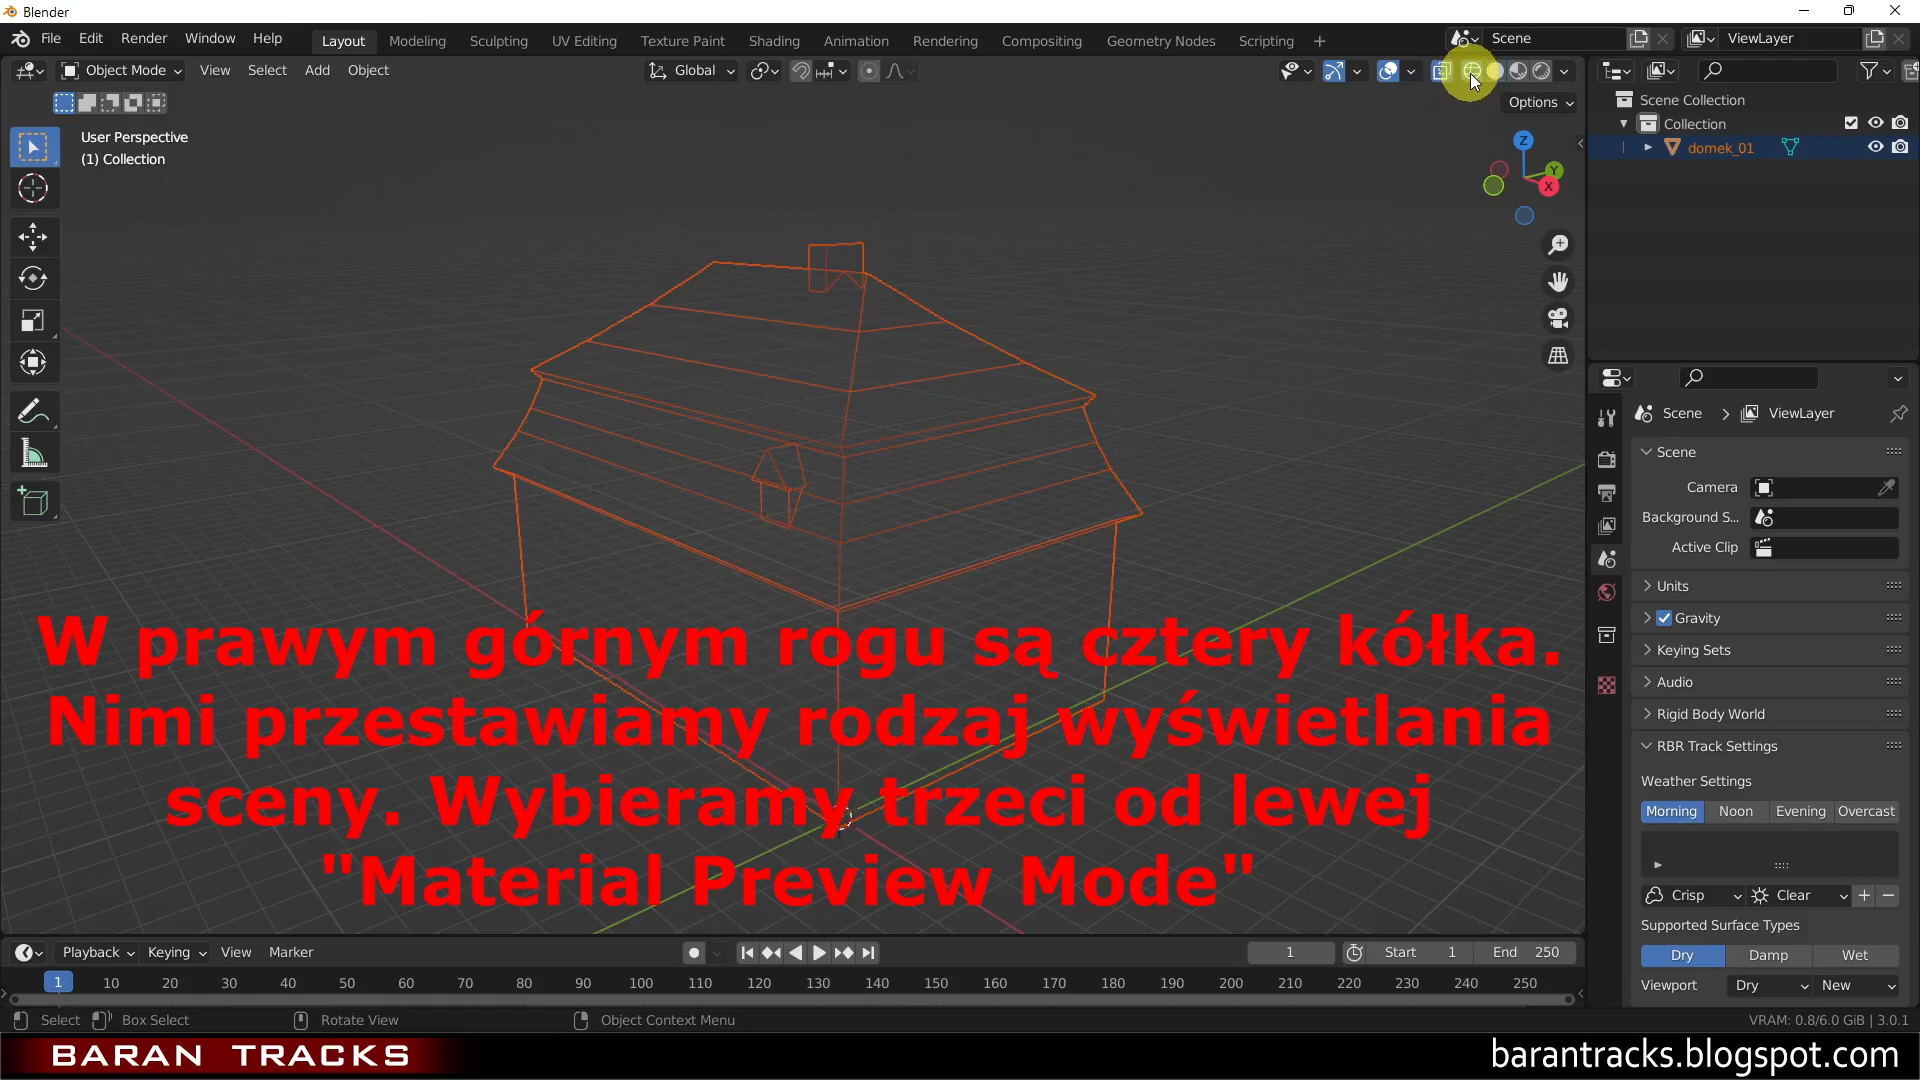 Blender
File Edit Render Window Help
Layout Modeling Sculpting UV Editing Texture Paint Shading Animation Rendering Compositing Geometry Nodes Scripting +
Scene
ViewLayer
Object Mode View Select Add Object
Global
Options
User Perspective
(1) Collection
Z
Y
X
Scene Collection
Collection
domek_01
Scene > ViewLayer
Scene
Camera
Background S...
Active Clip
Units
Gravity
Keying Sets
Audio
Rigid Body World
RBR Track Settings
Weather Settings
Morning Noon Evening Overcast
Crisp Clear
Supported Surface Types
Dry Damp Wet
Viewport Dry New
W prawym górnym rogu są cztery kółka.
Nimi przestawiamy rodzaj wyświetlania
sceny. Wybieramy trzeci od lewej
"Material Preview Mode"
Playback Keying View Marker
1 Start 1 End 250
1 10 20 30 40 50 60 70 80 90 100 110 120 130 140 150 160 170 180 190 200 210 220 230 240 250
Select Box Select Rotate View Object Context Menu
VRAM: 0.8/6.0 GiB | 3.0.1
BARAN TRACKS
barantracks.blogspot.com